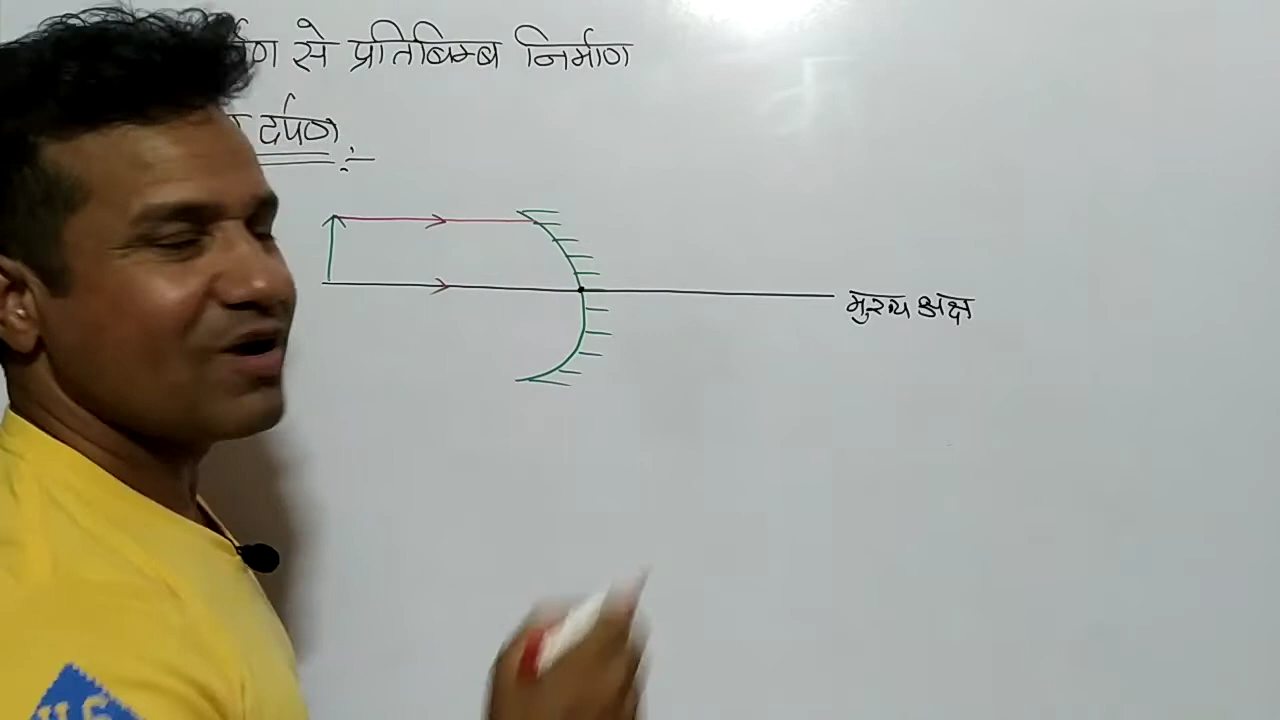 से प्रतिबिम्ब निर्माण
दर्पण :-
मुख्य अक्ष